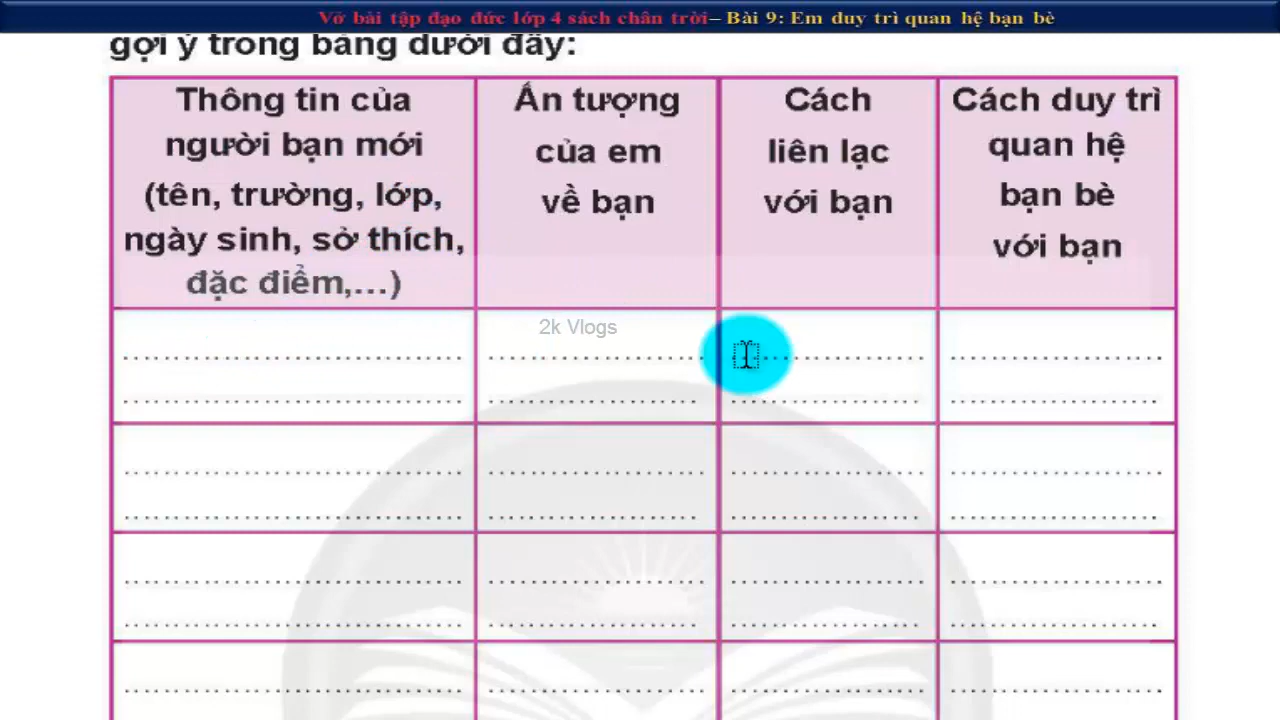 Vở bài tập đạo đức lớp 4 sách chân trời– Bài 9: Em duy trì quan hệ bạn bè
gợi ý trong bảng dưới đây:
Thông tin của
người bạn mới
(tên, trường, lớp,
ngày sinh, sở thích,
đặc điểm,...)
Ấn tượng
của em
về bạn
Cách
liên lạc
với bạn
Cách duy trì
quan hệ
bạn bè
với bạn
2k Vlogs